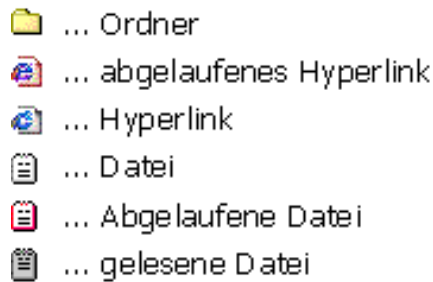 ... Ordner
... abgelaufenes Hyperlink
... Hyperlink
... Datei
... Abgelaufene Datei
... gelesene Datei